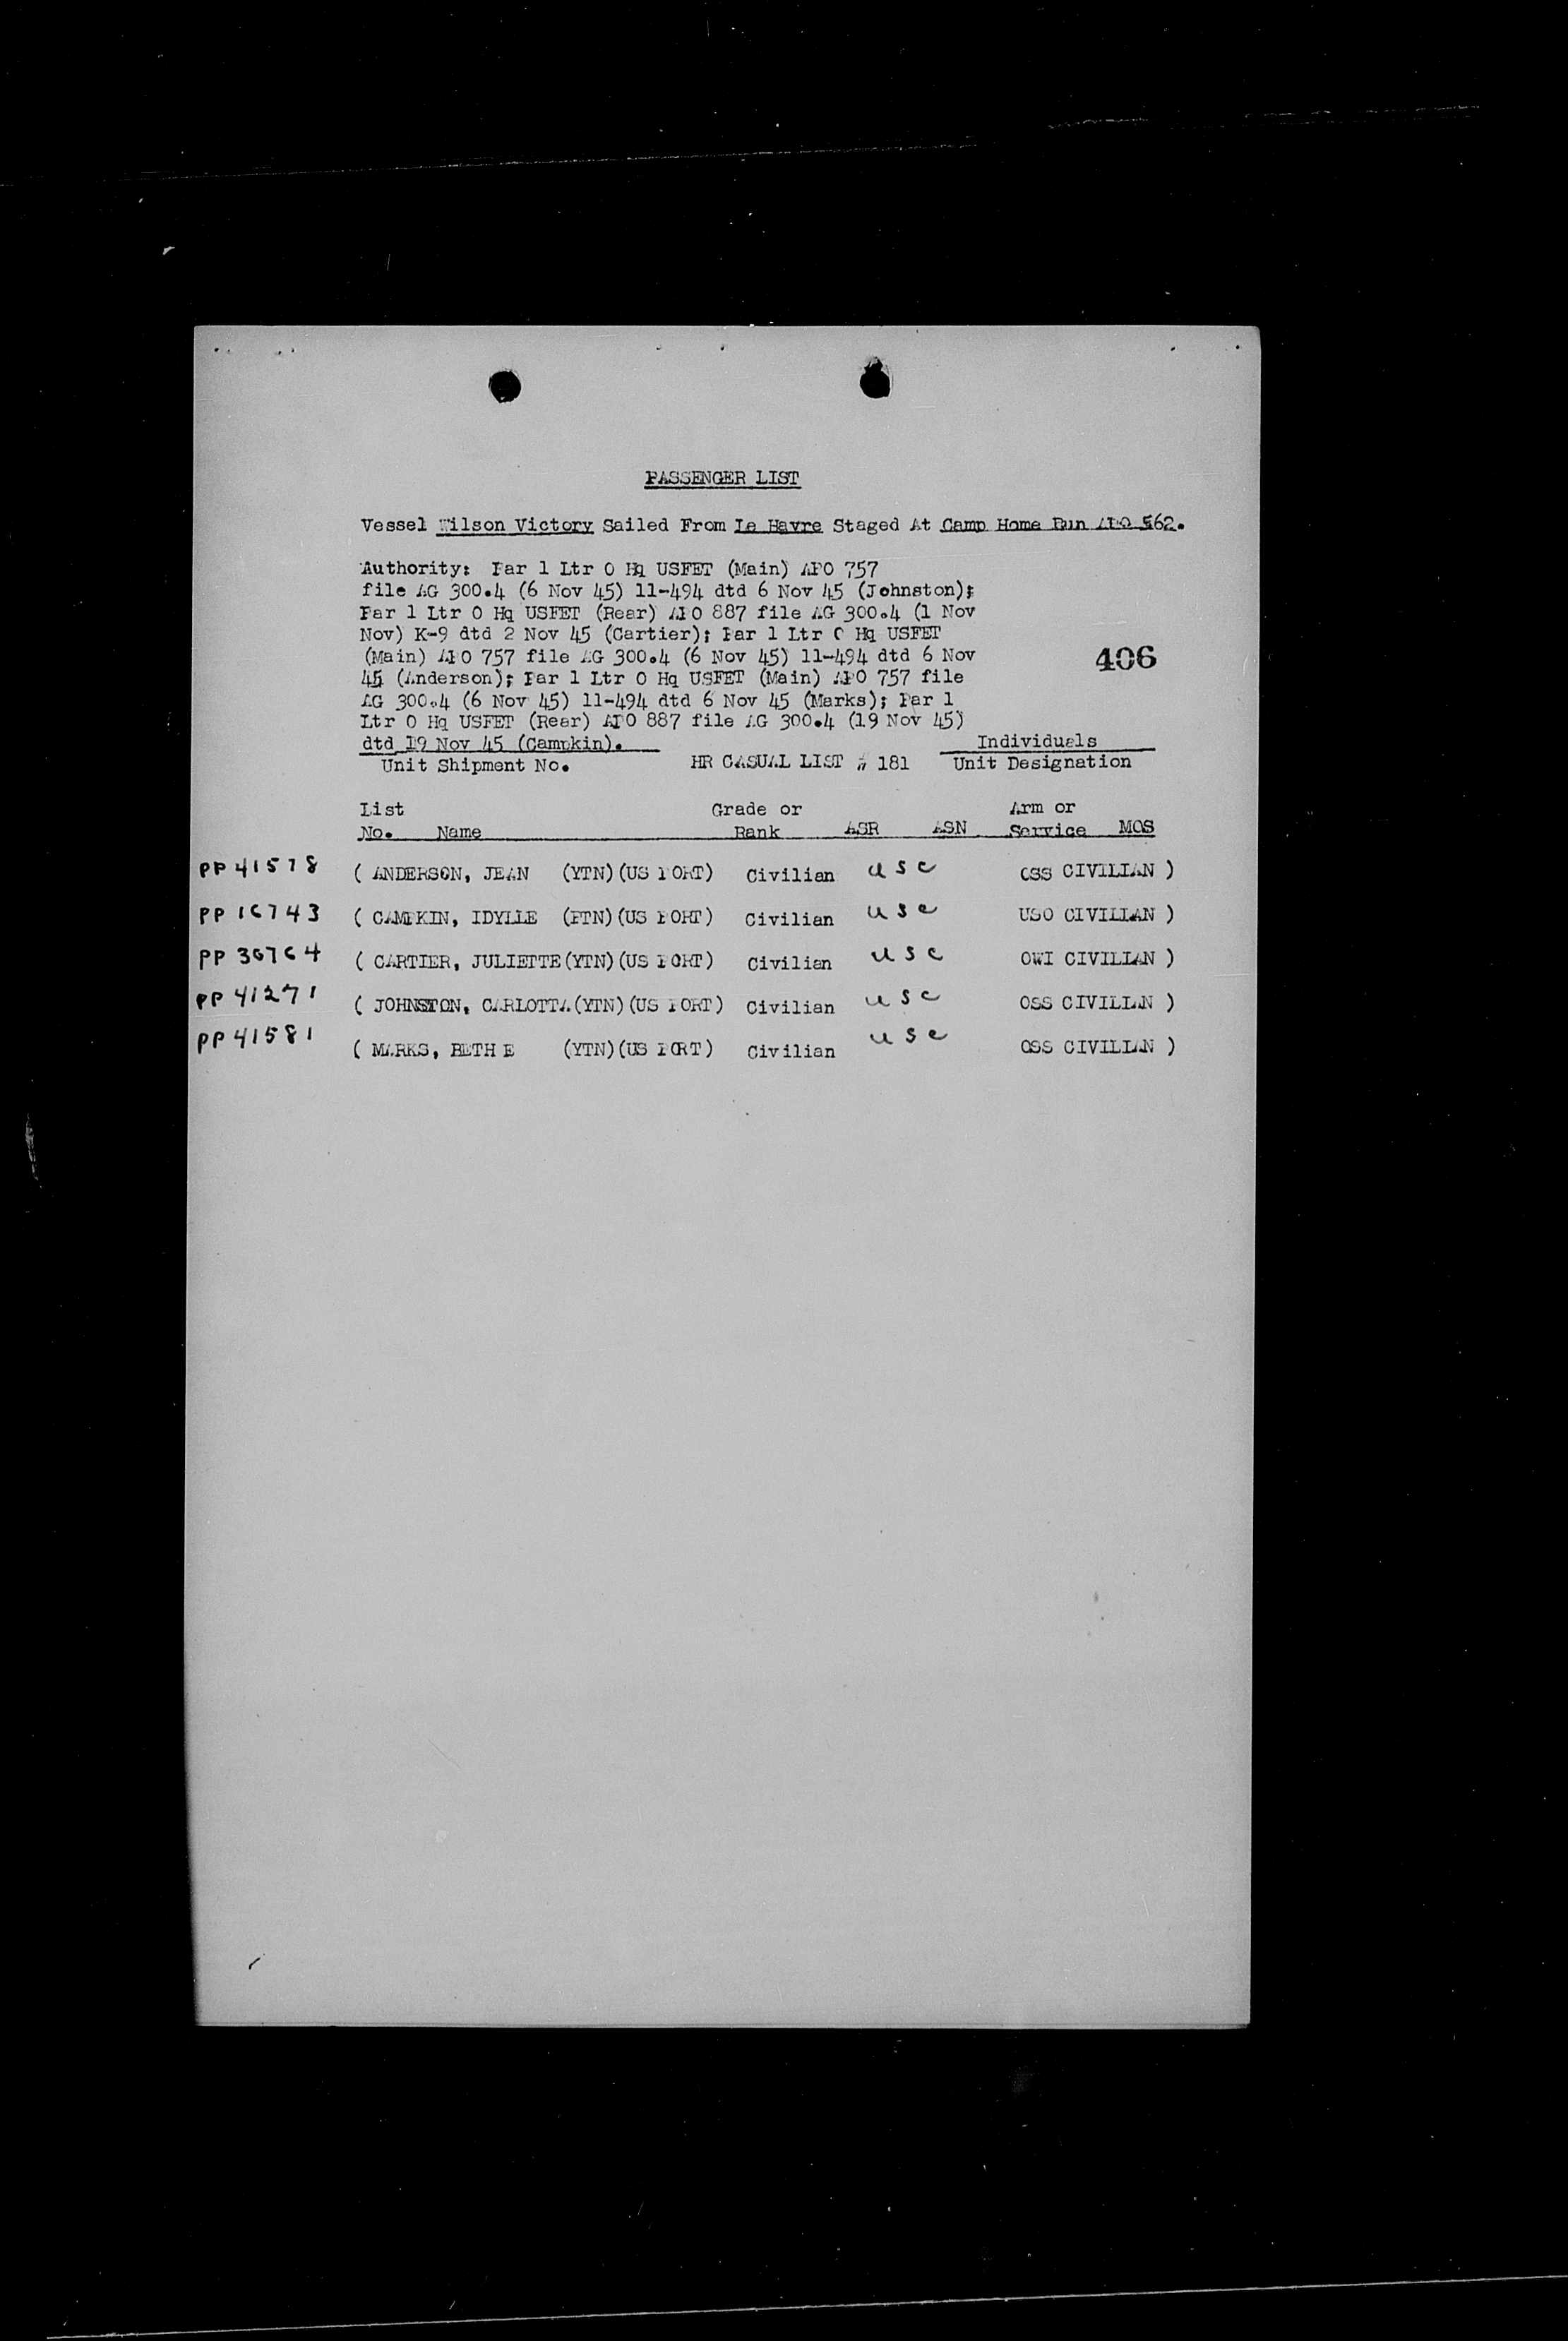 PASSENGER LIST
Vessel Wilson Victory Sailed From Le Havre Staged At Camp Home Run APO 562.
Authority: Par 1 Ltr O Hq USFET (Main) APO 757
file AG 300.4 (6 Nov 45) 11-494 dtd 6 Nov 45 (Johnston);
Par 1 Ltr O Hq USFET (Rear) APO 887 file AG 300.4 (1 Nov
Nov) K-9 dtd 2 Nov 45 (Cartier); Par 1 Ltr O Hq USFET
(Main) APO 757 file AG 300.4 (6 Nov 45) 11-494 dtd 6 Nov
406
45 (Anderson); Par 1 Ltr O Hq USFET (Main) APO 757 file
AG 300.4 (6 Nov 45) 11-494 dtd 6 Nov 45 (Marks); Par 1
Ltr O Hq USFET (Rear) APO 887 file AG 300.4 (19 Nov 45)
dtd 19 Nov 45 (Campkin). Individuals
Unit Shipment No. HR CASUAL LIST # 181 Unit Designation
List Grade or Arm or
No. Name Rank ASR ASN Service MOS
PP 41578 ( ANDERSON, JEAN (YTN)(US PORT) Civilian USC OSS CIVILIAN )
PP 16743 ( CAMPKIN, IDYLLE (PTN)(US PORT) Civilian USC USO CIVILIAN )
PP 36764 ( CARTIER, JULIETTE(YTN)(US PORT) Civilian USC OWI CIVILIAN )
PP 41271 ( JOHNSTON, CARLOTTA(YTN)(US PORT) Civilian USC OSS CIVILIAN )
PP 41581 ( MARKS, BETH E (YTN)(US PORT) Civilian USC OSS CIVILIAN )